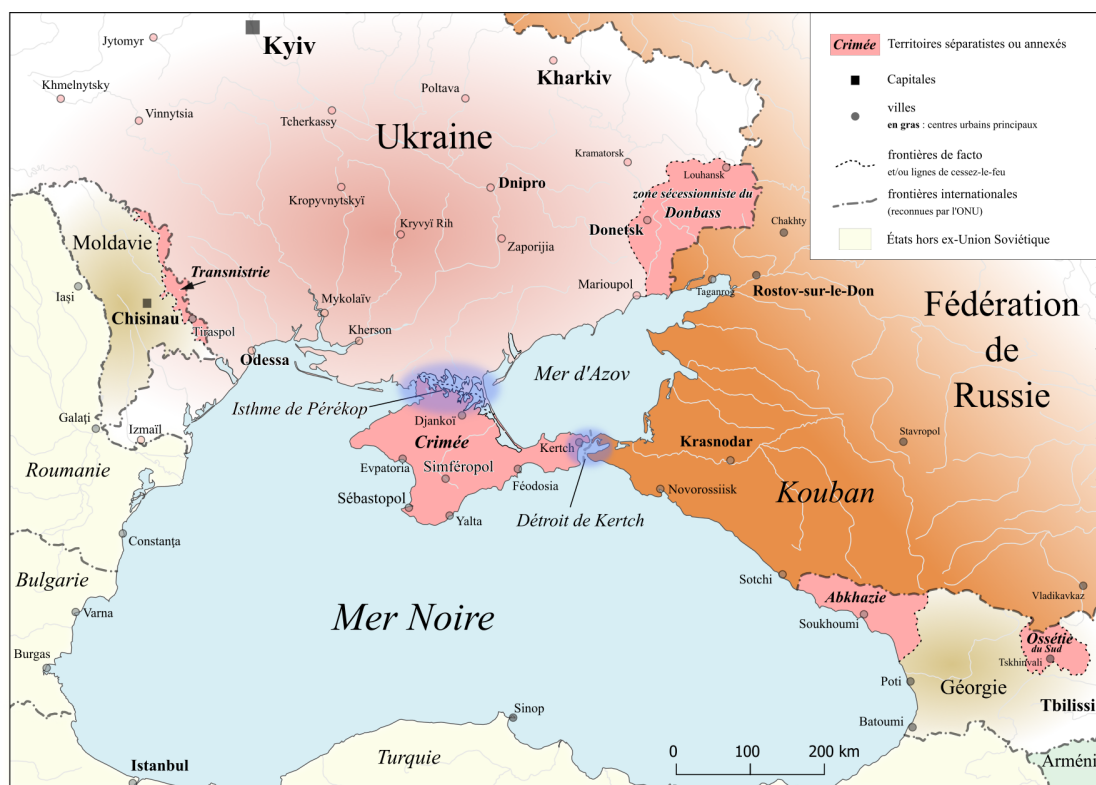 Jytomyr
Kyiv
Kharkiv
Khmelnytsky
Vinnytsia
Tcherkassy
Poltava
Ukraine
Kramatorsk
Louhansk
Dnipro
zone sécessionniste du
Donbass
Kropyvnytskyï
Kryvyï Rih
Zaporijia
Donetsk
Chakhty
Moldavie
Transnistrie
Iași
Chisinau
Tiraspol
Mykolaïv
Kherson
Odessa
Marioupol
Taganrog
Rostov-sur-le-Don
Fédération
de
Russie
Mer d'Azov
Isthme de Pérékop
Galați
Izmaïl
Djankoï
Crimée
Kertch
Krasnodar
Stavropol
Roumanie
Evpatoria
Simféropol
Féodosia
Sébastopol
Yalta
Détroit de Kertch
Novorossiisk
Kouban
Constanța
Bulgarie
Varna
Burgas
Mer Noire
Sotchi
Abkhazie
Soukhoumi
Vladikavkaz
Ossétie
du Sud
Tskhinvali
Poti
Géorgie
Tbilissi
Batoumi
Sinop
Turquie
Istanbul
Arméni
0 100 200 km
Crimée Territoires séparatistes ou annexés
Capitales
villes
en gras : centres urbains principaux
frontières de facto
et/ou lignes de cessez-le-feu
frontières internationales
(reconnues par l'ONU)
États hors ex-Union Soviétique